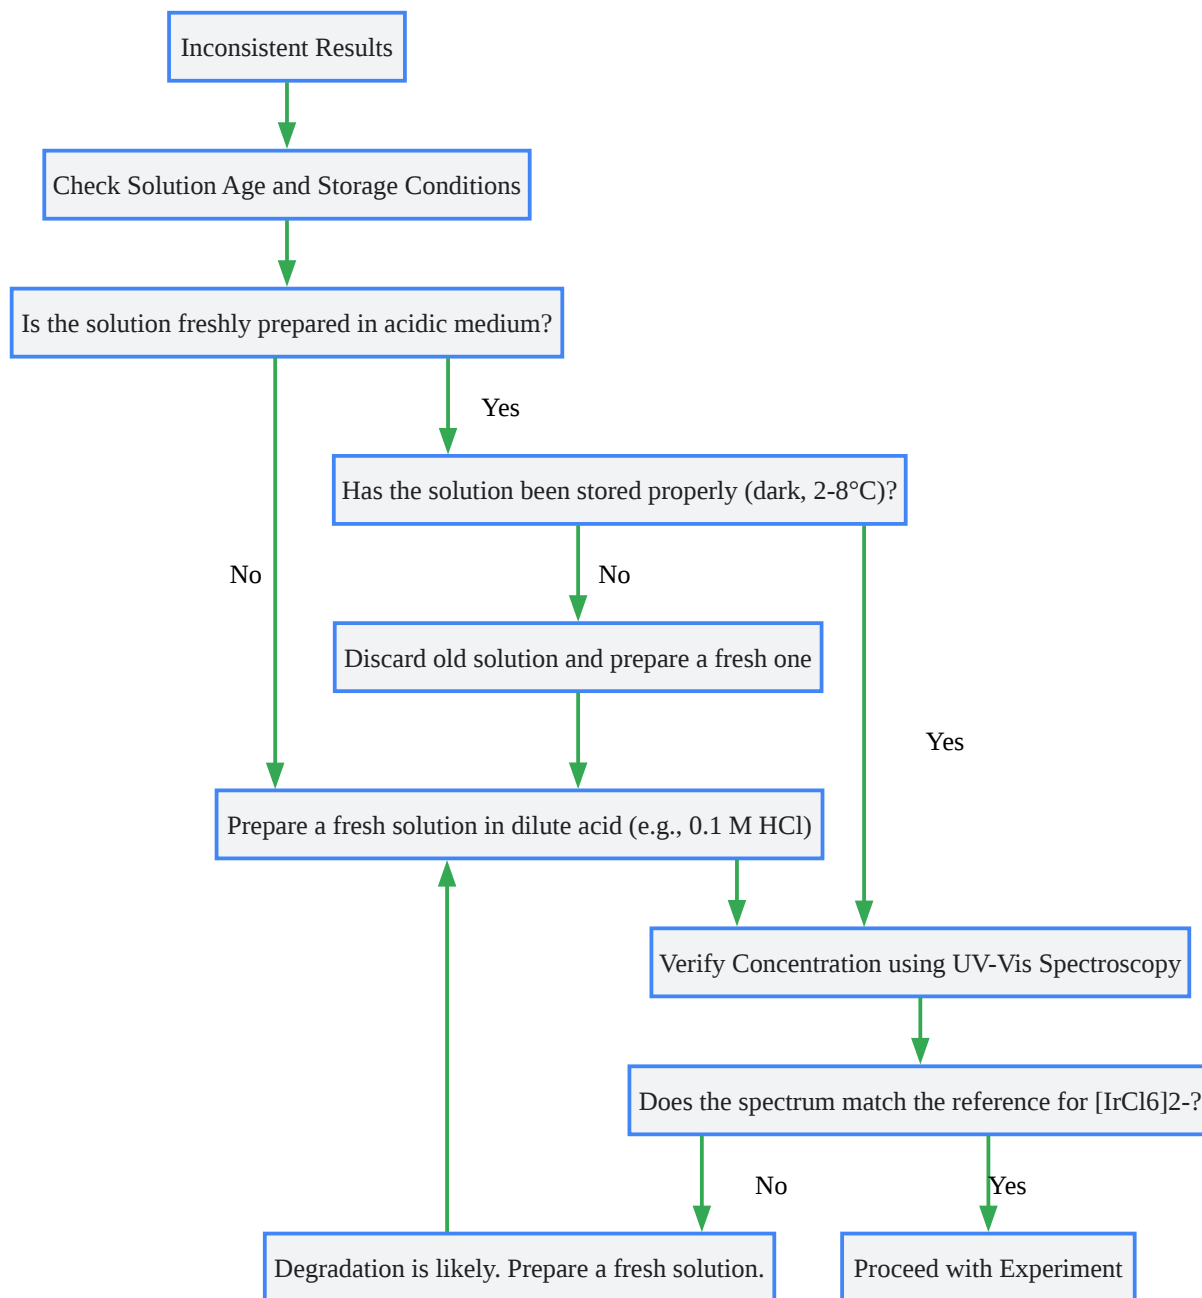 Inconsistent Results
Check Solution Age and Storage Conditions
Is the solution freshly prepared in acidic medium?
Yes
Has the solution been stored properly (dark, 2-8°C)?
No
No
Discard old solution and prepare a fresh one
Yes
Prepare a fresh solution in dilute acid (e.g., 0.1 M HCl)
Verify Concentration using UV-Vis Spectroscopy
Does the spectrum match the reference for [IrCl6]2-?
No
Yes
Degradation is likely. Prepare a fresh solution.
Proceed with Experiment